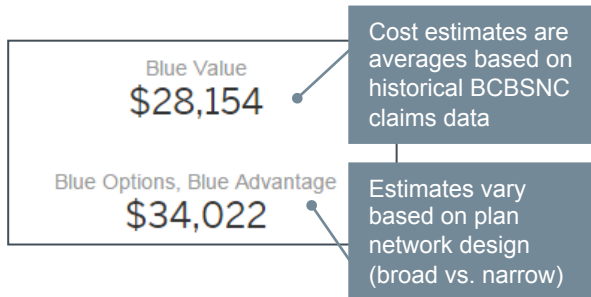 Blue Value
$28,154
Cost estimates are
averages based on
historical BCBSNC
claims data
Blue Options, Blue Advantage
$34,022
Estimates vary
based on plan
network design
(broad vs. narrow)